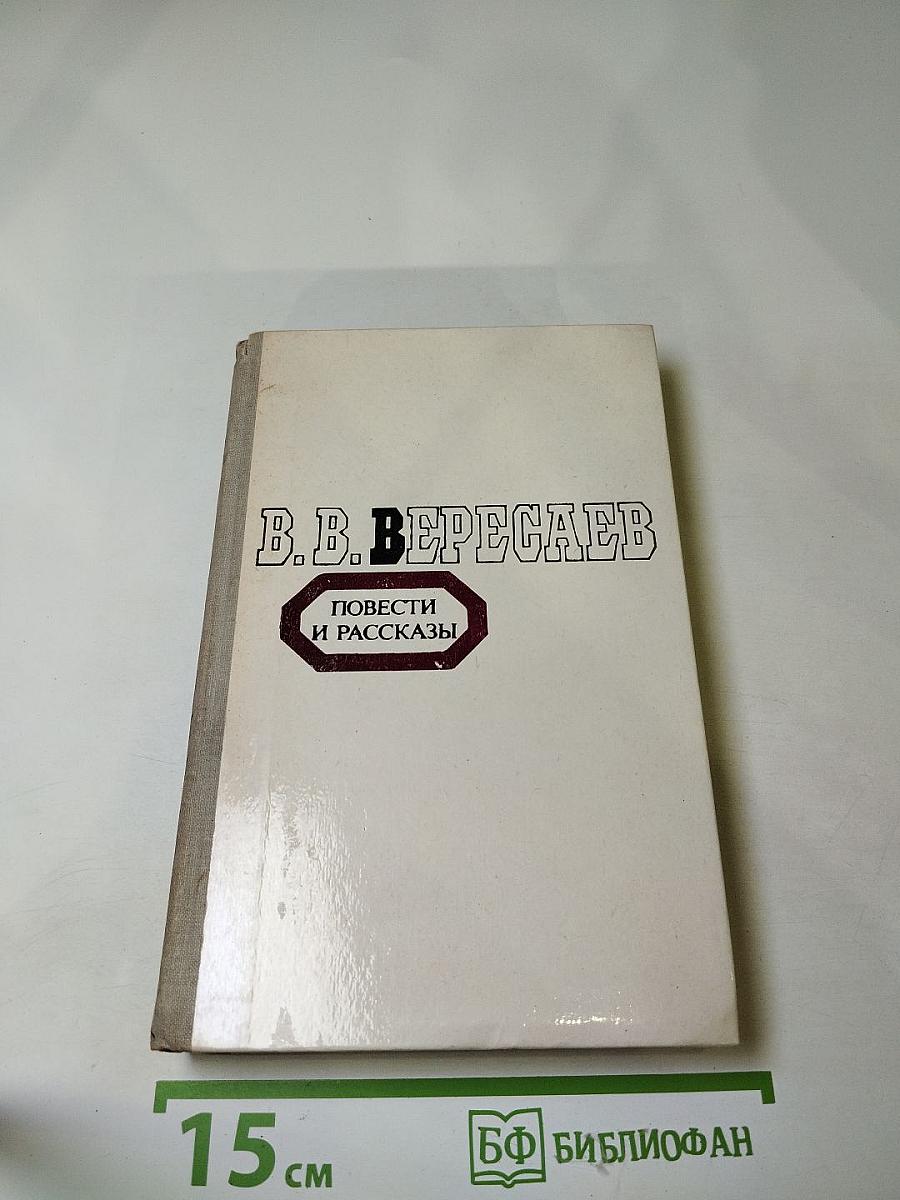 В. В. ВЕРЕСАЕВ
ПОВЕСТИ
И РАССКАЗЫ
15 см
БФ БИБЛИОФАН